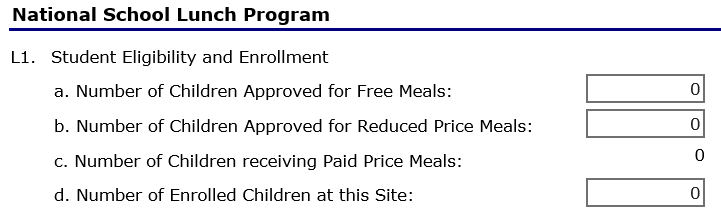 National School Lunch Program
L1. Student Eligibility and Enrollment
a. Number of Children Approved for Free Meals: 0
b. Number of Children Approved for Reduced Price Meals: 0
c. Number of Children receiving Paid Price Meals: 0
d. Number of Enrolled Children at this Site: 0